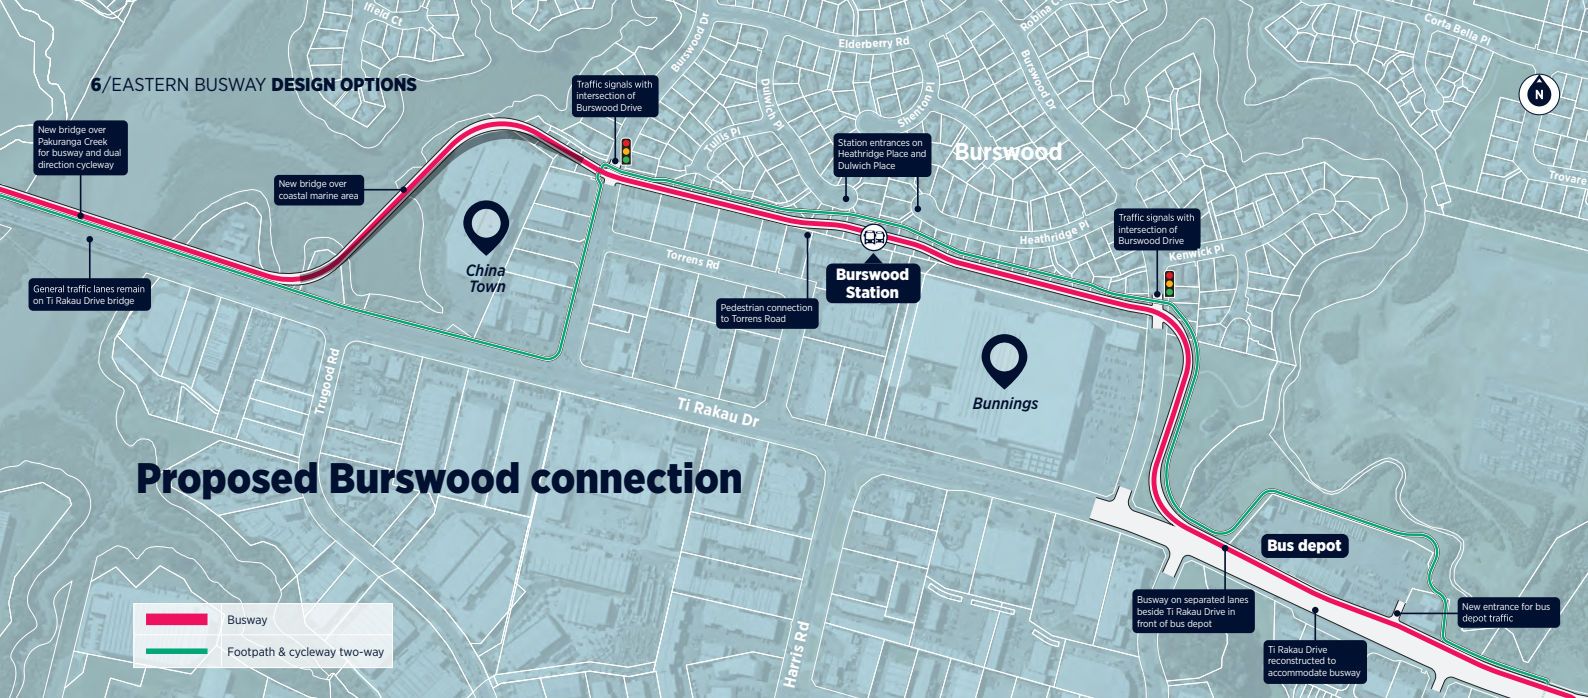 Ifield Ct
Burswood Dr
Elderberry Rd
Robina C
Corta Bella Pl
6/EASTERN BUSWAY DESIGN OPTIONS
Traffic signals with
intersection of
Burswood Drive
Dulwich Pl
Burswood Dr
Shenton Pl
N
New bridge over
Pakuranga Creek
for busway and dual
direction cycleway
Tullis Pl
Station entrances on
Heathridge Place and
Dulwich Place
Burswood
New bridge over
coastal marine area
Trovare
Traffic signals with
intersection of
Burswood Drive
Heathridge Pl
Kenwick Pl
China
Town
Torrens Rd
Burswood
Station
General traffic lanes remain
on Ti Rakau Drive bridge
Pedestrian connection
to Torrens Road
Trugood Rd
Ti Rakau Dr
Bunnings
Proposed Burswood connection
Bus depot
Busway on separated lanes
beside Ti Rakau Drive in
front of bus depot
New entrance for bus
depot traffic
Busway
Footpath & cycleway two-way
Harris Rd
Ti Rakau Drive
reconstructed to
accommodate busway